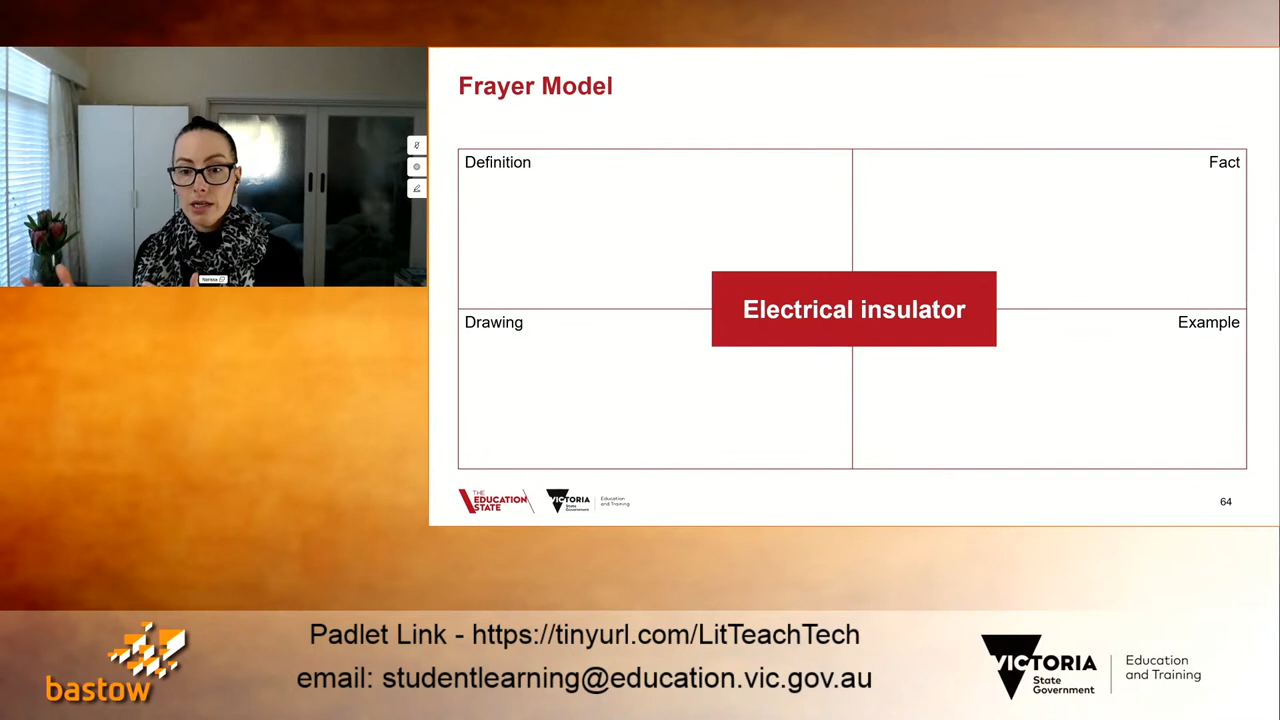 Frayer Model
Definition
Fact
Electrical insulator
Drawing
Example
THE
EDUCATION
STATE
VICTORIA
State
Government
Education
and Training
64
Nerissa
bastow
Padlet Link - https://tinyurl.com/LitTeachTech
email: studentlearning@education.vic.gov.au
VICTORIA
State
Government
Education
and Training